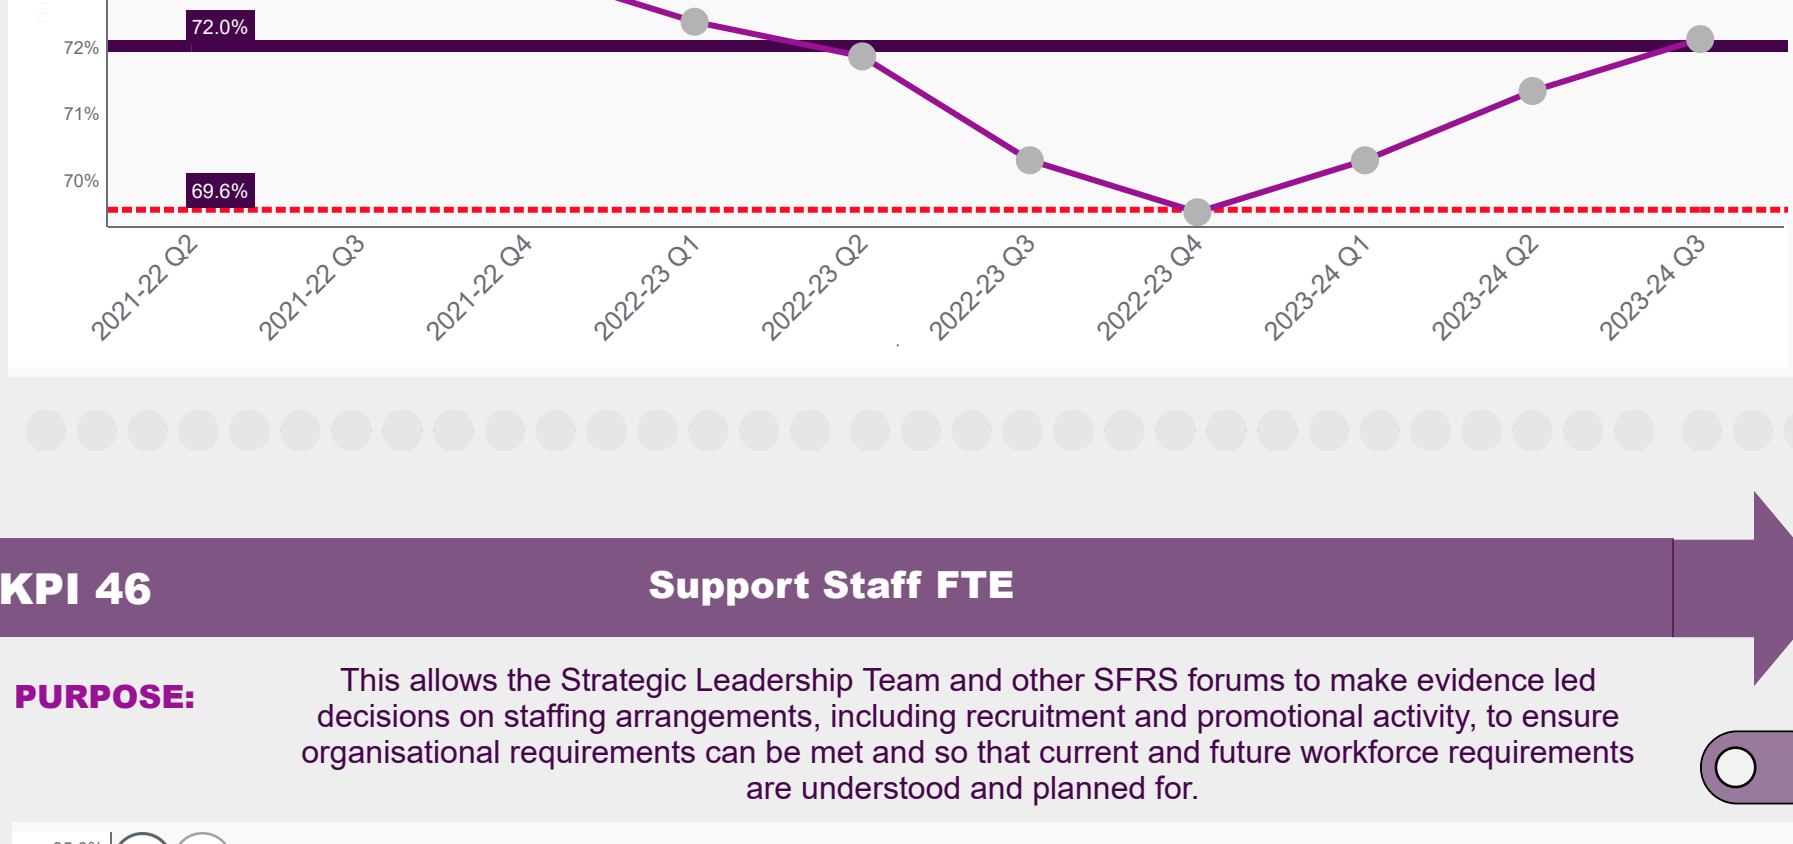 72.0%
72%
71%
70%
69.6%
2021-22 Q2
2021-22 Q3
2021-22 Q4
2022-23 Q1
2022-23 Q2
2022-23 Q3
2022-23 Q4
2023-24 Q1
2023-24 Q2
2023-24 Q3
KPI 46
Support Staff FTE
PURPOSE:
This allows the Strategic Leadership Team and other SFRS forums to make evidence led
decisions on staffing arrangements, including recruitment and promotional activity, to ensure
organisational requirements can be met and so that current and future workforce requirements
are understood and planned for.